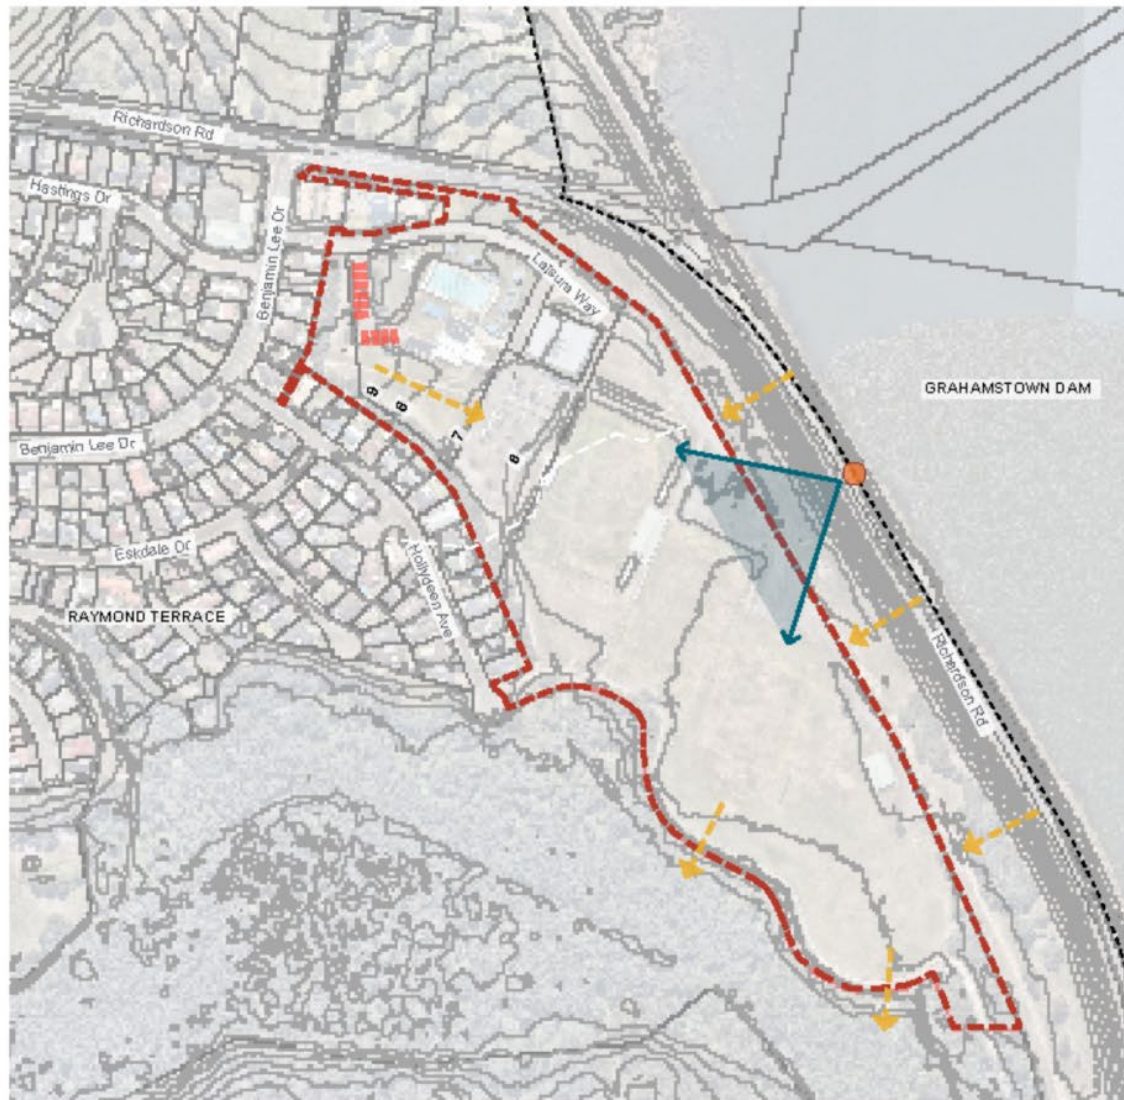 Richardson Rd
Hastings Dr
Benjamin Lee Dr
Leisure Way
GRAHAMSTOWN DAM
9
8
7
8
Benjamin Lee Dr
Eskdale Dr
Hollydeen Ave
RAYMOND TERRACE
Richardson Rd